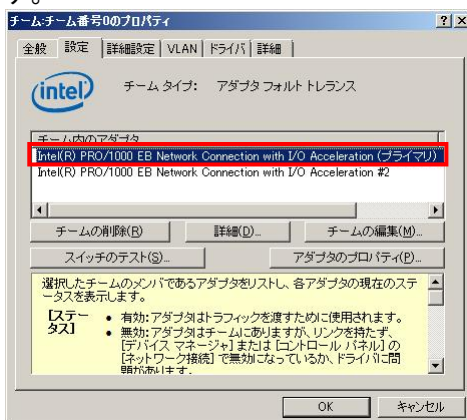 す。
チーム:チーム番号0のプロパティ
全般 設定 詳細設定 VLAN ドライバ 詳細
intel
チーム タイプ: アダプタ フォルト トレランス
チーム内のアダプタ
Intel(R) PRO/1000 EB Network Connection with I/O Acceleration (プライマリ)
Intel(R) PRO/1000 EB Network Connection with I/O Acceleration #2
チームの削除(R) 詳細(D)... チームの編集(M)...
スイッチのテスト(S)... アダプタのプロパティ(P)...
選択したチームのメンバであるアダプタをリストし、各アダプタの現在のステ
ータスを表示します。
[ステー
タス]
• 有効: アダプタはトラフィックを渡すために使用されます。
• 無効: アダプタはチームにありますが、リンクを持たず、
[デバイス マネージャ] または [コントロール パネル] の
[ネットワーク接続] で無効になっているか、ドライバに問
題があります。
OK キャンセル